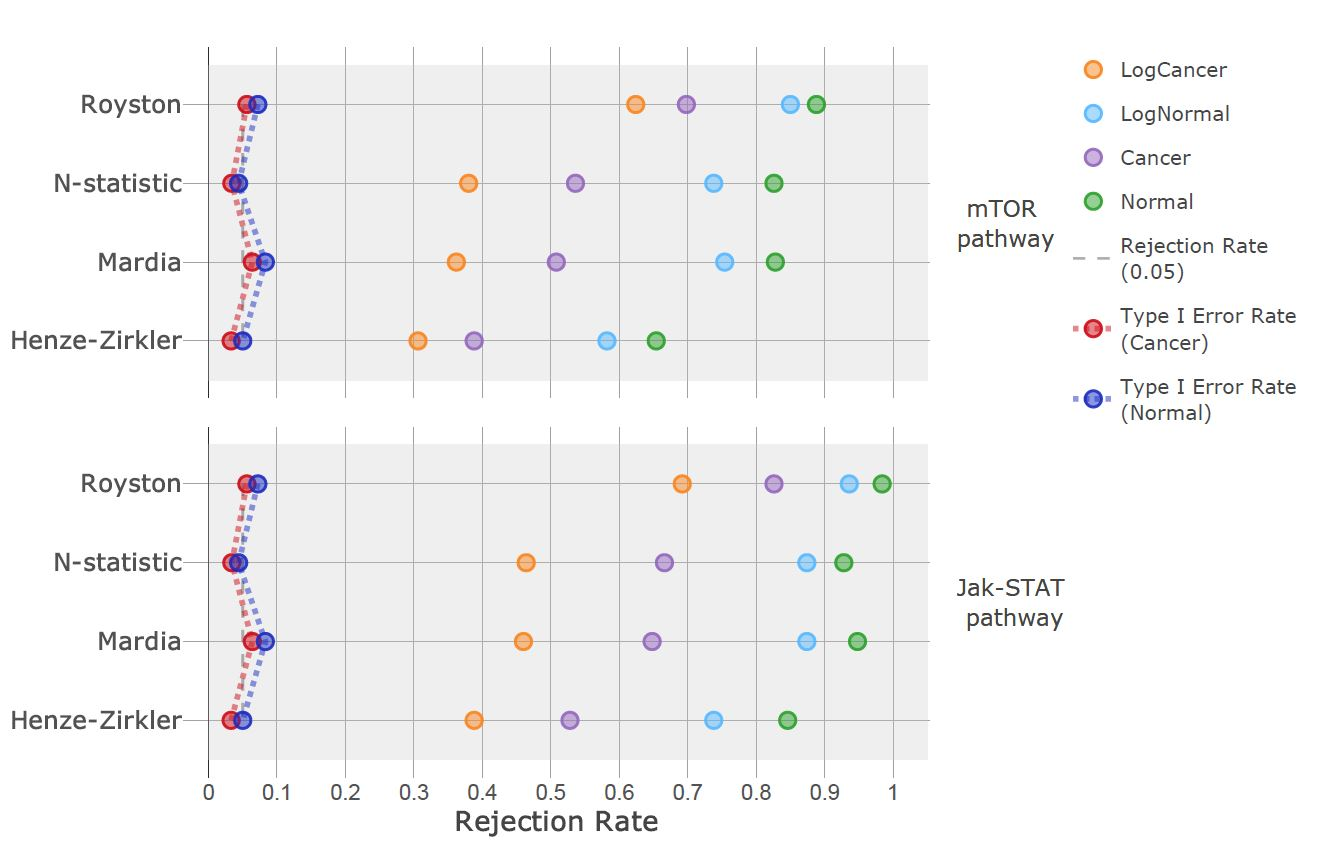 Royston
N-statistic
Mardia
Henze-Zirkler
mTOR
pathway
LogCancer
LogNormal
Cancer
Normal
Rejection Rate
(0.05)
Type I Error Rate
(Cancer)
Type I Error Rate
(Normal)
Royston
N-statistic
Mardia
Henze-Zirkler
Jak-STAT
pathway
0 0.1 0.2 0.3 0.4 0.5 0.6 0.7 0.8 0.9 1
Rejection Rate